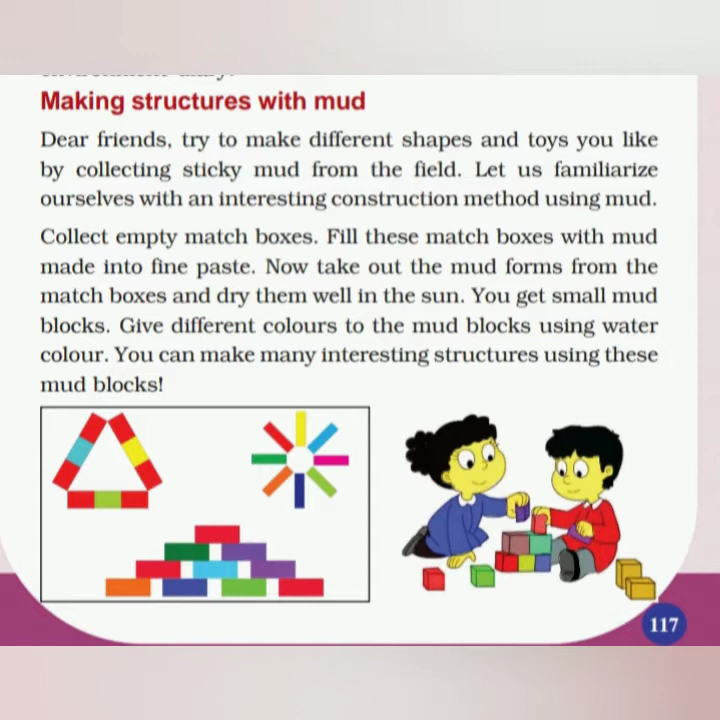 Making structures with mud
Dear friends, try to make different shapes and toys you like
by collecting sticky mud from the field. Let us familiarize
ourselves with an interesting construction method using mud.
Collect empty match boxes. Fill these match boxes with mud
made into fine paste. Now take out the mud forms from the
match boxes and dry them well in the sun. You get small mud
blocks. Give different colours to the mud blocks using water
colour. You can make many interesting structures using these
mud blocks!
117